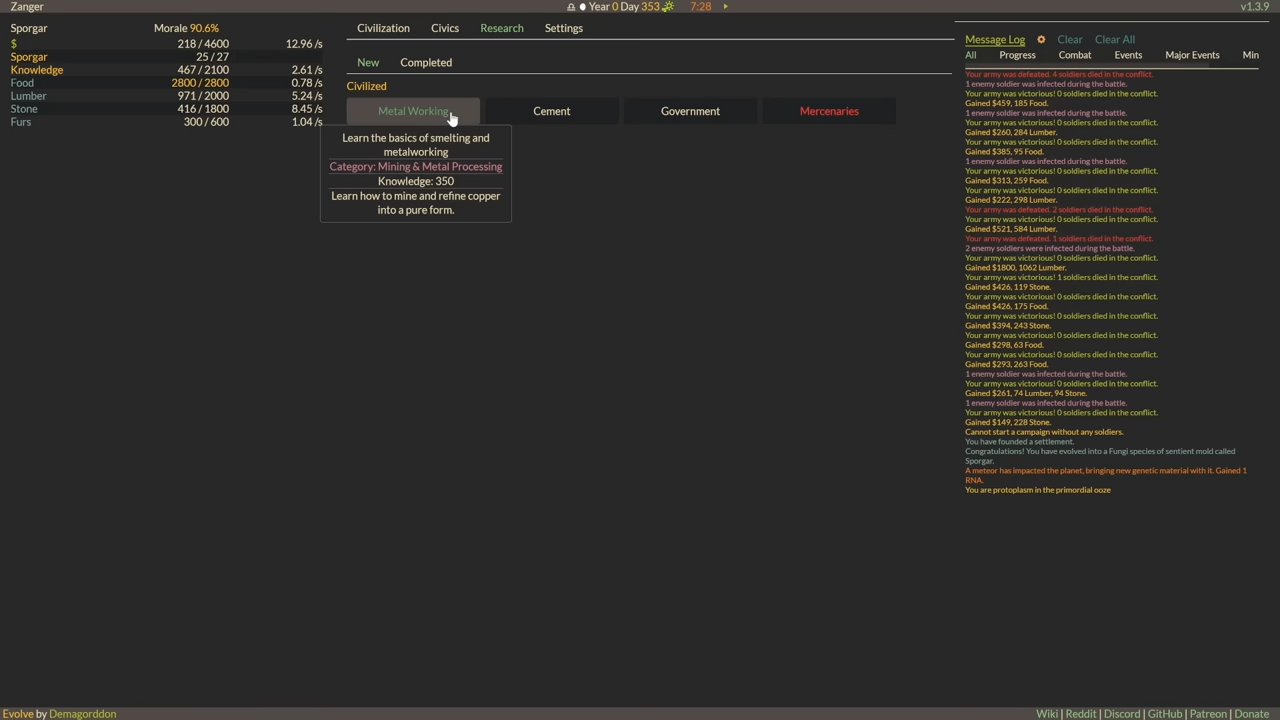 Zanger
Year 0 Day 353
7:28
v1.3.9
Sporgar
Morale 90.6%
$ 218 / 4600 12.96 /s
Sporgar 25 / 27
Knowledge 467 / 2100 2.61 /s
Food 2800 / 2800 0.78 /s
Lumber 971 / 2000 5.24 /s
Stone 416 / 1800 8.45 /s
Furs 300 / 600 1.04 /s
Civilization Civics Research Settings
New Completed
Civilized
Metal Working Cement Government Mercenaries
Learn the basics of smelting and
metalworking
Category: Mining & Metal Processing
Knowledge: 350
Learn how to mine and refine copper
into a pure form.
Message Log Clear Clear All
All Progress Combat Events Major Events Min
Your army was defeated. 4 soldiers died in the conflict.
1 enemy soldier was infected during the battle.
Your army was victorious! 0 soldiers died in the conflict.
Gained $459, 185 Food.
1 enemy soldier was infected during the battle.
Your army was victorious! 0 soldiers died in the conflict.
Gained $260, 284 Lumber.
Your army was victorious! 0 soldiers died in the conflict.
Gained $385, 95 Food.
1 enemy soldier was infected during the battle.
Your army was victorious! 0 soldiers died in the conflict.
Gained $313, 259 Food.
Your army was victorious! 0 soldiers died in the conflict.
Gained $222, 298 Lumber.
Your army was defeated. 2 soldiers died in the conflict.
Your army was victorious! 0 soldiers died in the conflict.
Gained $521, 584 Lumber.
Your army was defeated. 1 soldiers died in the conflict.
2 enemy soldiers were infected during the battle.
Your army was victorious! 0 soldiers died in the conflict.
Gained $1800, 1062 Lumber.
Your army was victorious! 1 soldiers died in the conflict.
Gained $426, 119 Stone.
Your army was victorious! 0 soldiers died in the conflict.
Gained $426, 175 Food.
Your army was victorious! 0 soldiers died in the conflict.
Gained $394, 243 Stone.
Your army was victorious! 0 soldiers died in the conflict.
Gained $298, 63 Food.
Your army was victorious! 0 soldiers died in the conflict.
Gained $293, 263 Food.
1 enemy soldier was infected during the battle.
Your army was victorious! 0 soldiers died in the conflict.
Gained $261, 74 Lumber, 94 Stone.
1 enemy soldier was infected during the battle.
Your army was victorious! 0 soldiers died in the conflict.
Gained $149, 228 Stone.
Cannot start a campaign without any soldiers.
You have founded a settlement.
Congratulations! You have evolved into a Fungi species of sentient mold called
Sporgar.
A meteor has impacted the planet, bringing new genetic material with it. Gained 1
RNA.
You are protoplasm in the primordial ooze
Evolve by Demagorddon
Wiki | Reddit | Discord | GitHub | Patreon | Donate